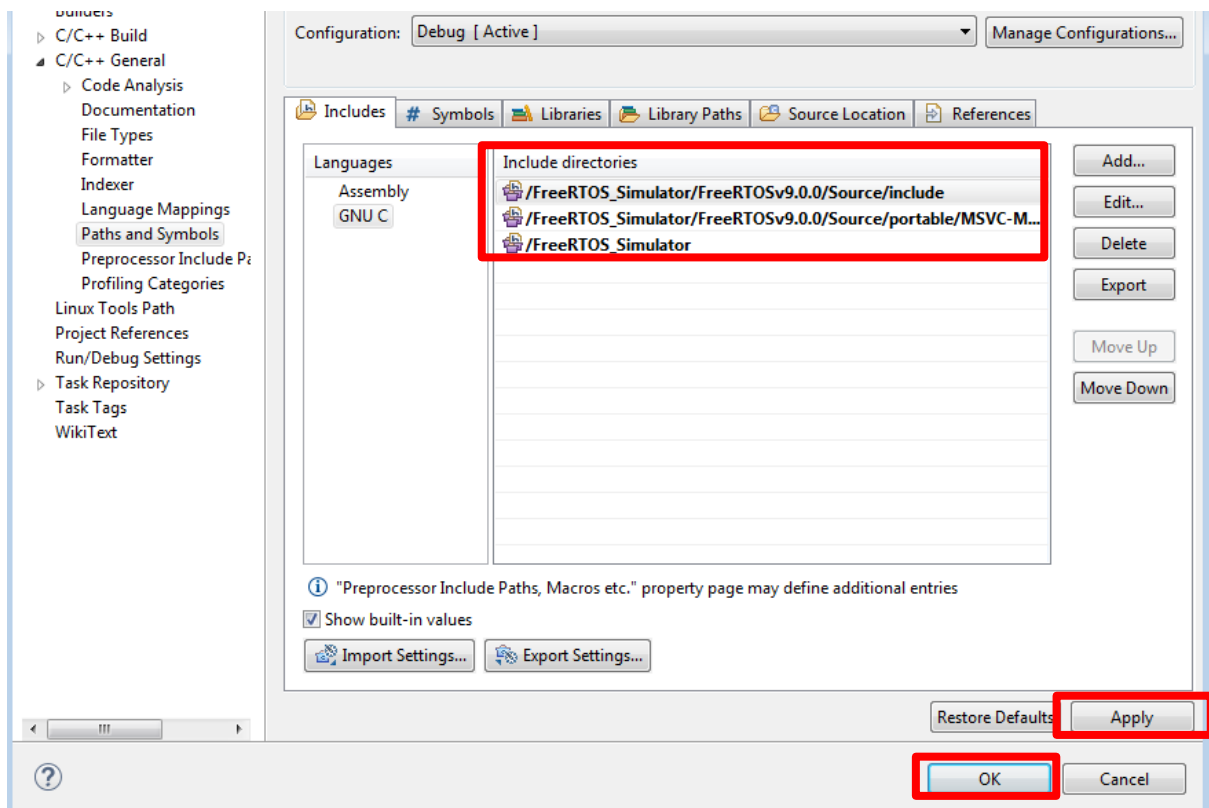 Builders
C/C++ Build
C/C++ General
Code Analysis
Documentation
File Types
Formatter
Indexer
Language Mappings
Paths and Symbols
Preprocessor Include Pa
Profiling Categories
Linux Tools Path
Project References
Run/Debug Settings
Task Repository
Task Tags
WikiText
Configuration: Debug [ Active ] Manage Configurations...
Includes # Symbols Libraries Library Paths Source Location References
Languages
Assembly
GNU C
Include directories
/FreeRTOS_Simulator/FreeRTOSv9.0.0/Source/include
/FreeRTOS_Simulator/FreeRTOSv9.0.0/Source/portable/MSVC-M...
/FreeRTOS_Simulator
Add...
Edit...
Delete
Export
Move Up
Move Down
"Preprocessor Include Paths, Macros etc." property page may define additional entries
Show built-in values
Import Settings... Export Settings...
Restore Defaults Apply
? OK Cancel